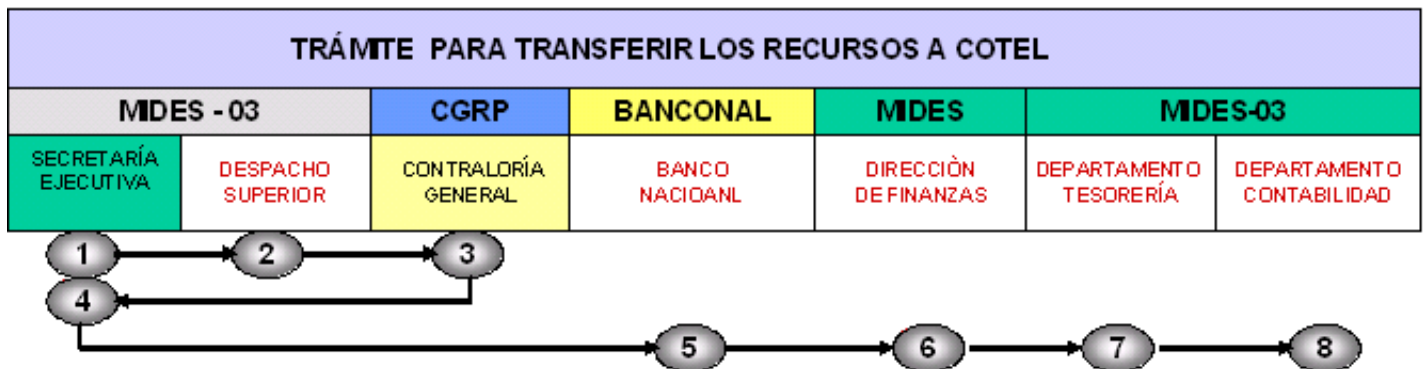 TRÁMITE PARA TRANSFERIR LOS RECURSOS A COTEL
MIDES - 03 CGRP BANCONAL MIDES MIDES-03
SECRETARÍA
EJECUTIVA
DESPACHO
SUPERIOR
CONTRALORÍA
GENERAL
BANCO
NACIOANL
DIRECCIÒN
DE FINANZAS
DEPARTAMENTO
TESORERÍA
DEPARTAMENTO
CONTABILIDAD
1 2 3
4
5 6 7 8